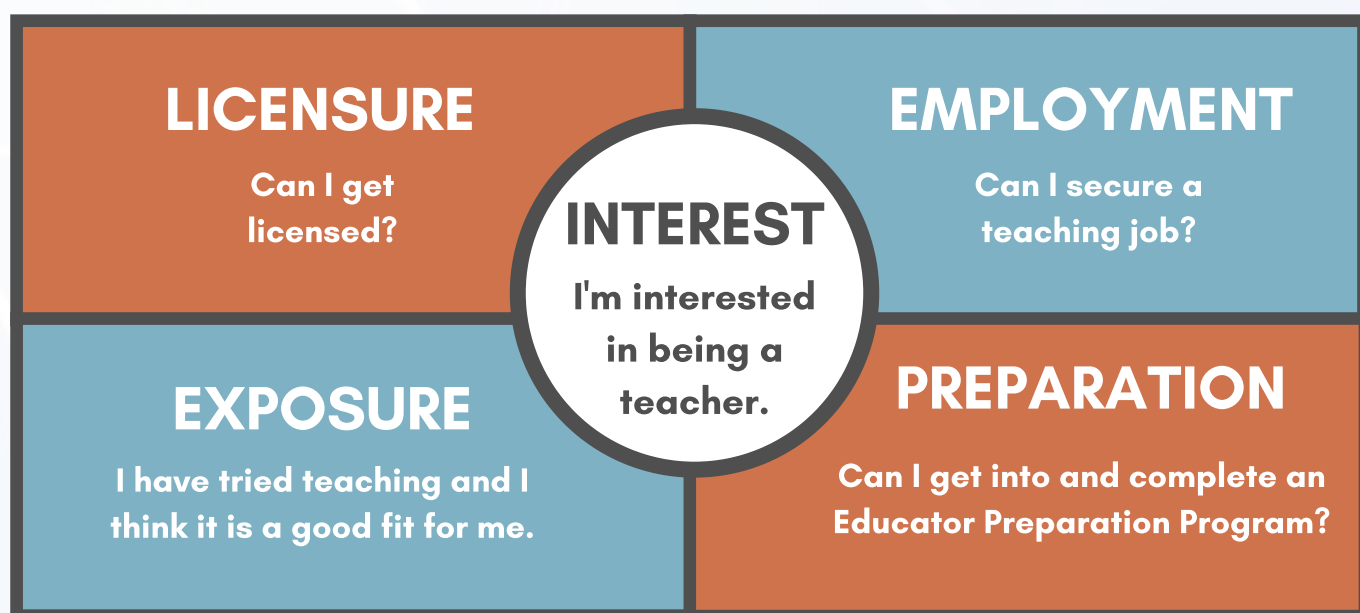 LICENSURE
Can I get
licensed?
EMPLOYMENT
Can I secure a
teaching job?
INTEREST
I'm interested
in being a
teacher.
EXPOSURE
I have tried teaching and I
think it is a good fit for me.
PREPARATION
Can I get into and complete an
Educator Preparation Program?